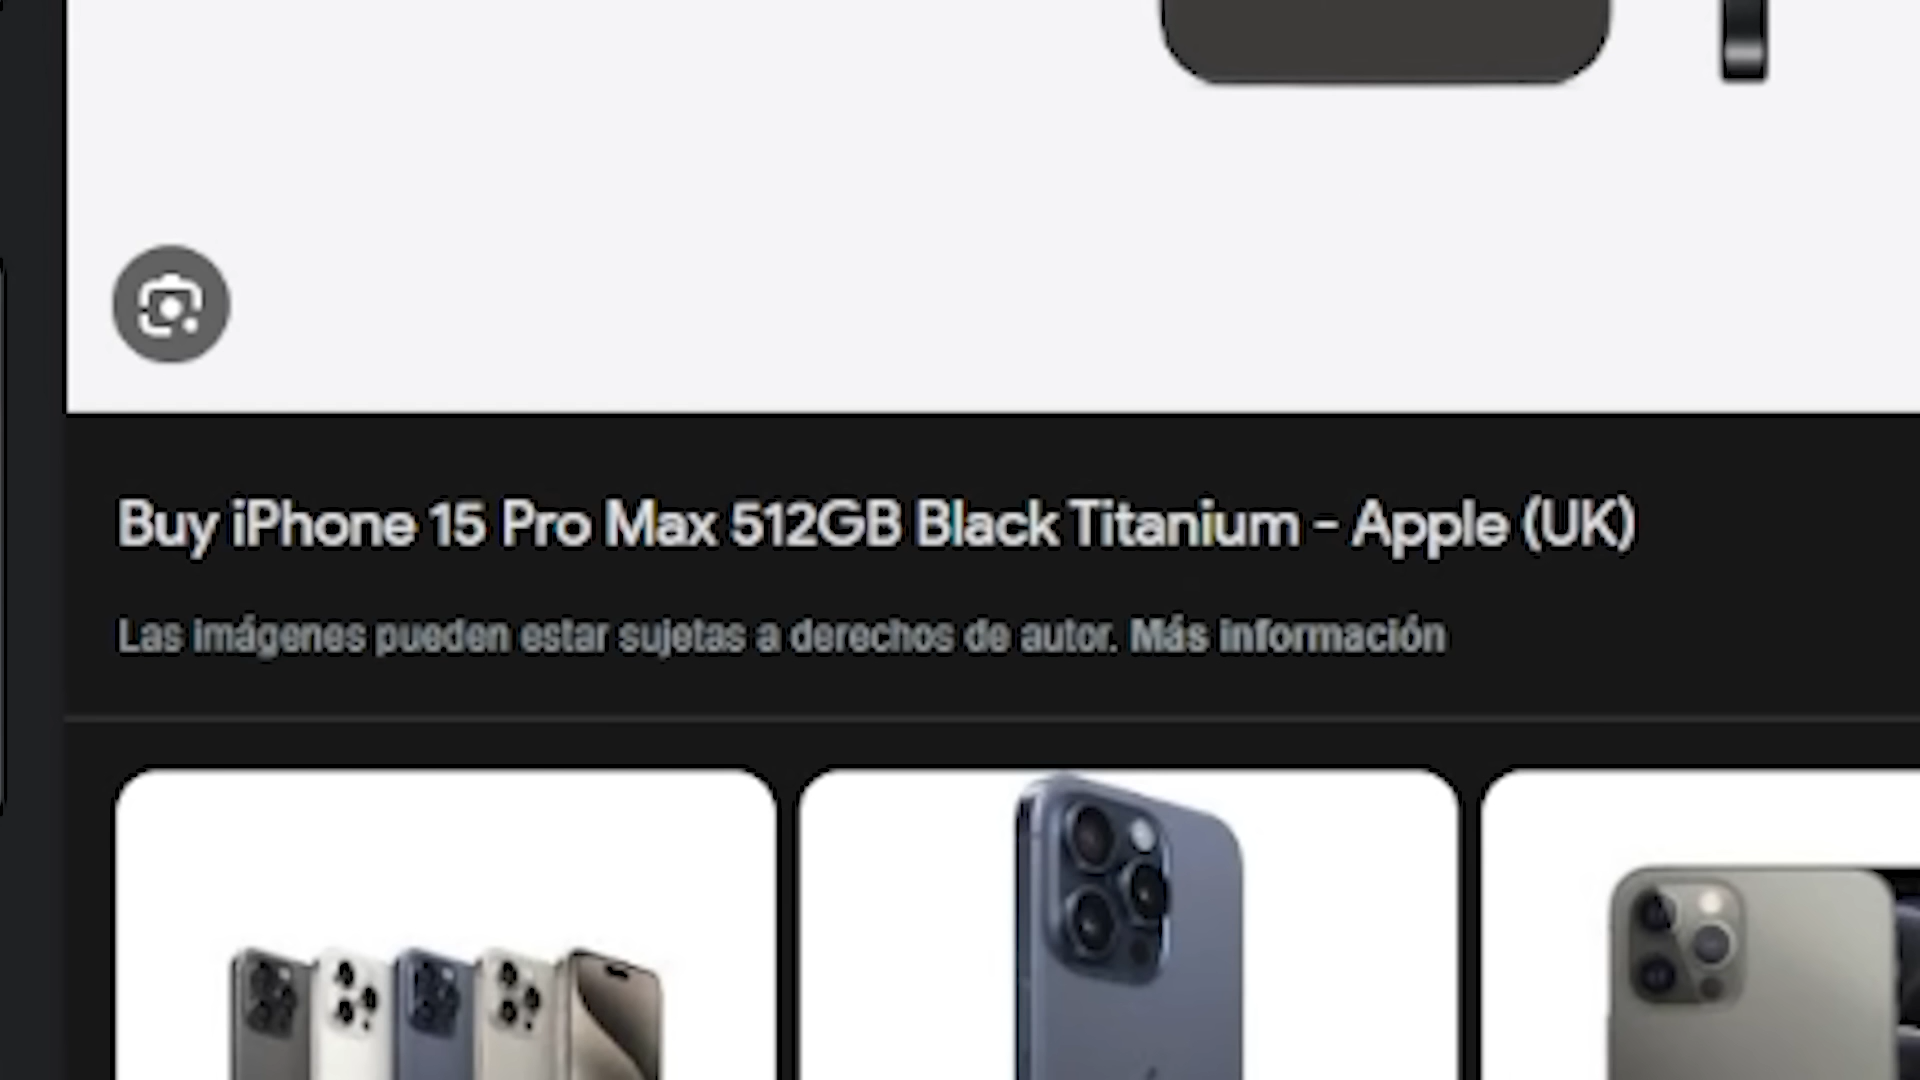 Buy iPhone 15 Pro Max 512GB Black Titanium - Apple (UK)
Las imágenes pueden estar sujetas a derechos de autor. Más información